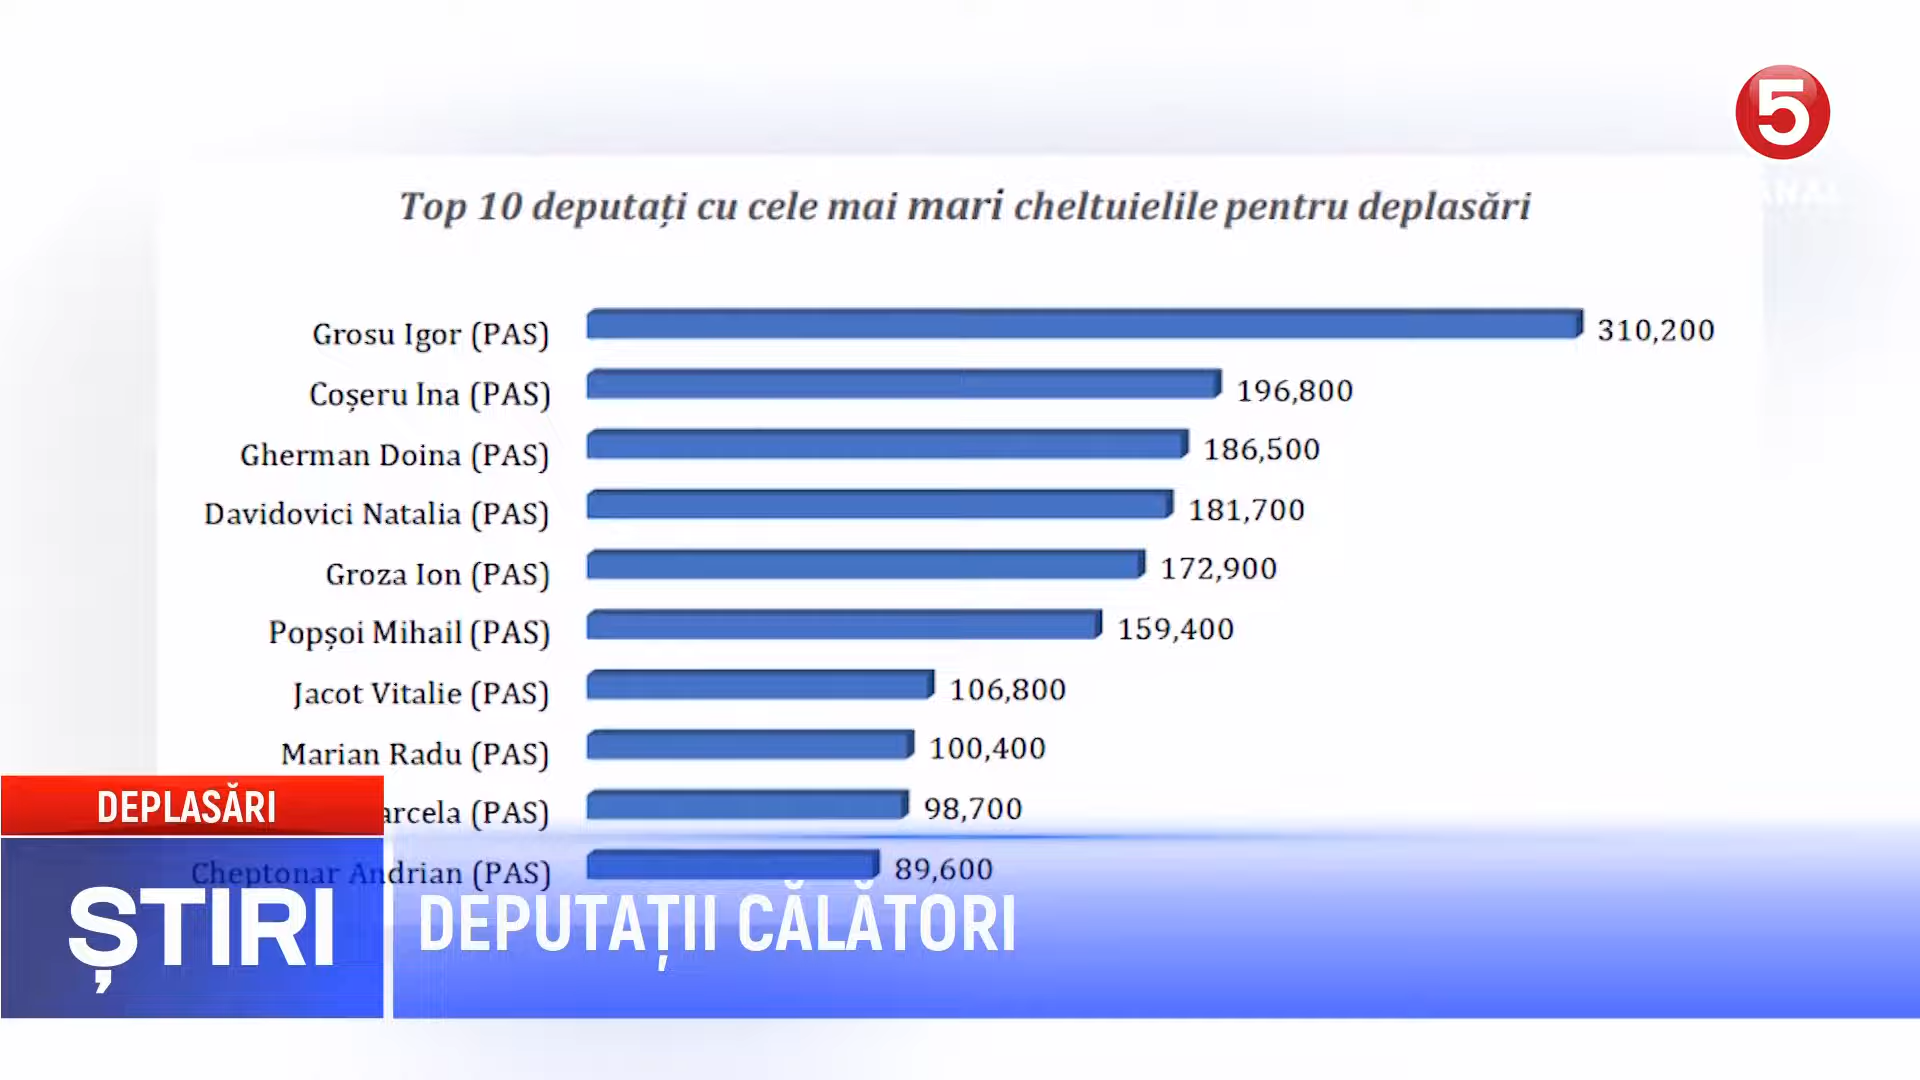 5
Top 10 deputați cu cele mai mari cheltuielile pentru deplasări
Grosu Igor (PAS) 310,200
Coșeru Ina (PAS) 196,800
Gherman Doina (PAS) 186,500
Davidovici Natalia (PAS) 181,700
Groza Ion (PAS) 172,900
Popșoi Mihail (PAS) 159,400
Jacot Vitalie (PAS) 106,800
Marian Radu (PAS) 100,400
(PAS) 98,700
Cheptonar Andrian (PAS) 89,600
DEPLASĂRI
ȘTIRI
DEPUTAȚII CĂLĂTORI